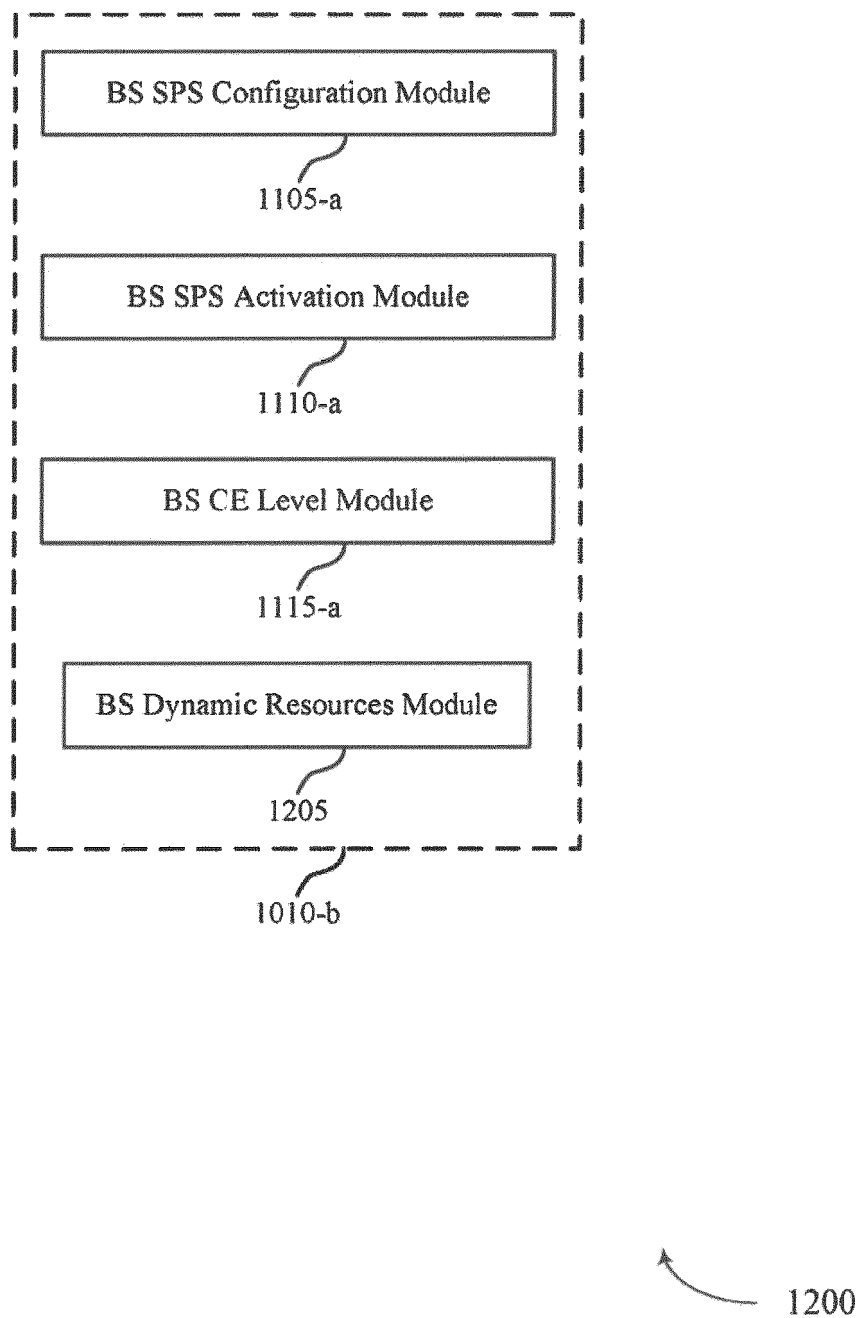 BS SPS Configuration Module
1105-a
BS SPS Activation Module
1110-a
BS CE Level Module
1115-a
BS Dynamic Resources Module
1205
1010-b
1200